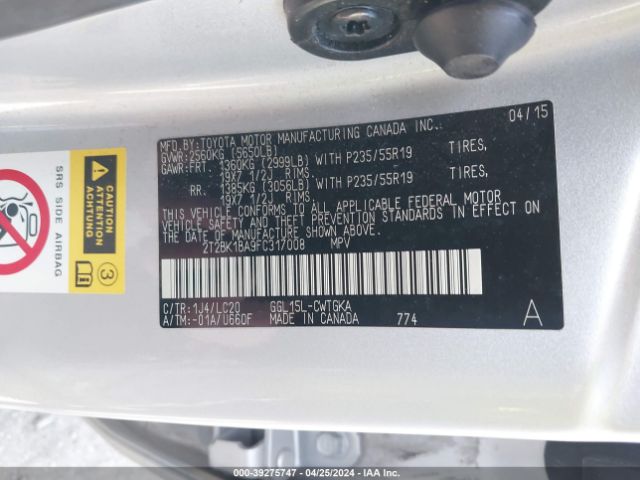 MFD.BY:TOYOTA MOTOR MANUFACTURING CANADA INC. 04/15
GVWR:2560KG (5650LB)
GAWR:FRT. 1360KG (2999LB) WITH P235/55R19 TIRES,
19X7 1/2J RIMS.
RR. 1385KG (3056LB) WITH P235/55R19 TIRES,
19X7 1/2J RIMS.
THIS VEHICLE CONFORMS TO ALL APPLICABLE FEDERAL MOTOR
VEHICLE SAFETY AND THEFT PREVENTION STANDARDS IN EFFECT ON
THE DATE OF MANUFACTURE SHOWN ABOVE.
2T2BK1BA9FC317008 MPV
C/TR:1J4/LC20 GGL15L-CWTGKA
A/TM:-01A/U660F MADE IN CANADA 774 A
SRS SIDE AIRBAG
3
000-39275747 - 04/25/2024 - IAA Inc.